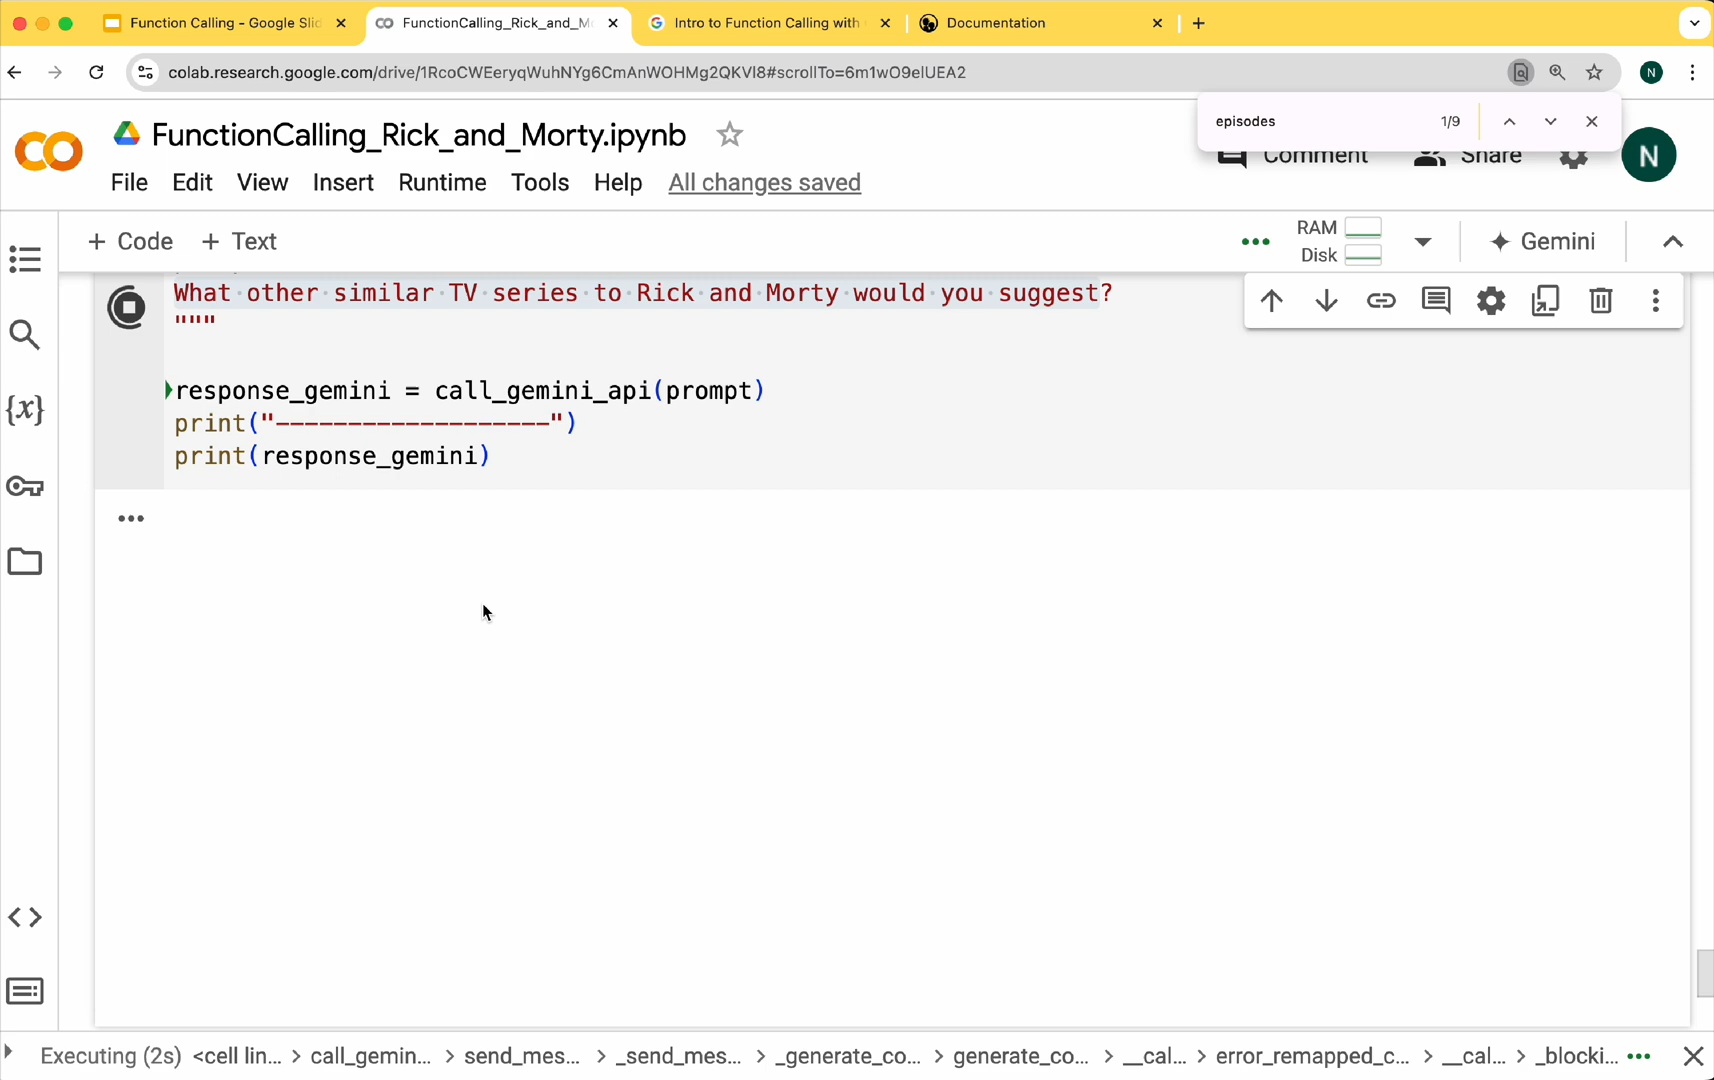 Function Calling - Google Slid
FunctionCalling_Rick_and_M
Intro to Function Calling with
Documentation
colab.research.google.com/drive/1RcoCWEeryqWuhNYg6CmAnWOHMg2QKVl8#scrollTo=6m1wO9elUEA2
N
episodes
1/9
FunctionCalling_Rick_and_Morty.ipynb
Comment
Share
N
File Edit View Insert Runtime Tools Help All changes saved
+ Code + Text
RAM
Disk
Gemini
What other similar TV series to Rick and Morty would you suggest?
"""
response_gemini = call_gemini_api(prompt)
print("-------------------")
print(response_gemini)
{x}
Executing (2s) <cell lin... > call_gemin... > send_mes... > _send_mes... > _generate_co... > generate_co... > __cal... > error_remapped_c... > __cal... > _blocki...